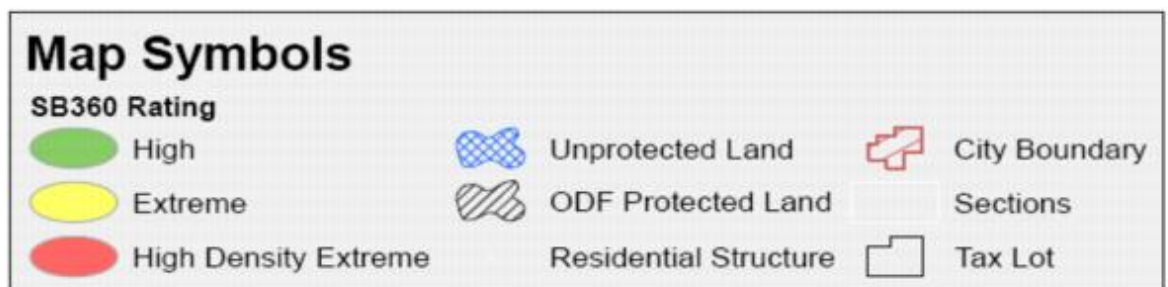 Map Symbols
SB360 Rating
High
Extreme
High Density Extreme
Unprotected Land
ODF Protected Land
Residential Structure
City Boundary
Sections
Tax Lot